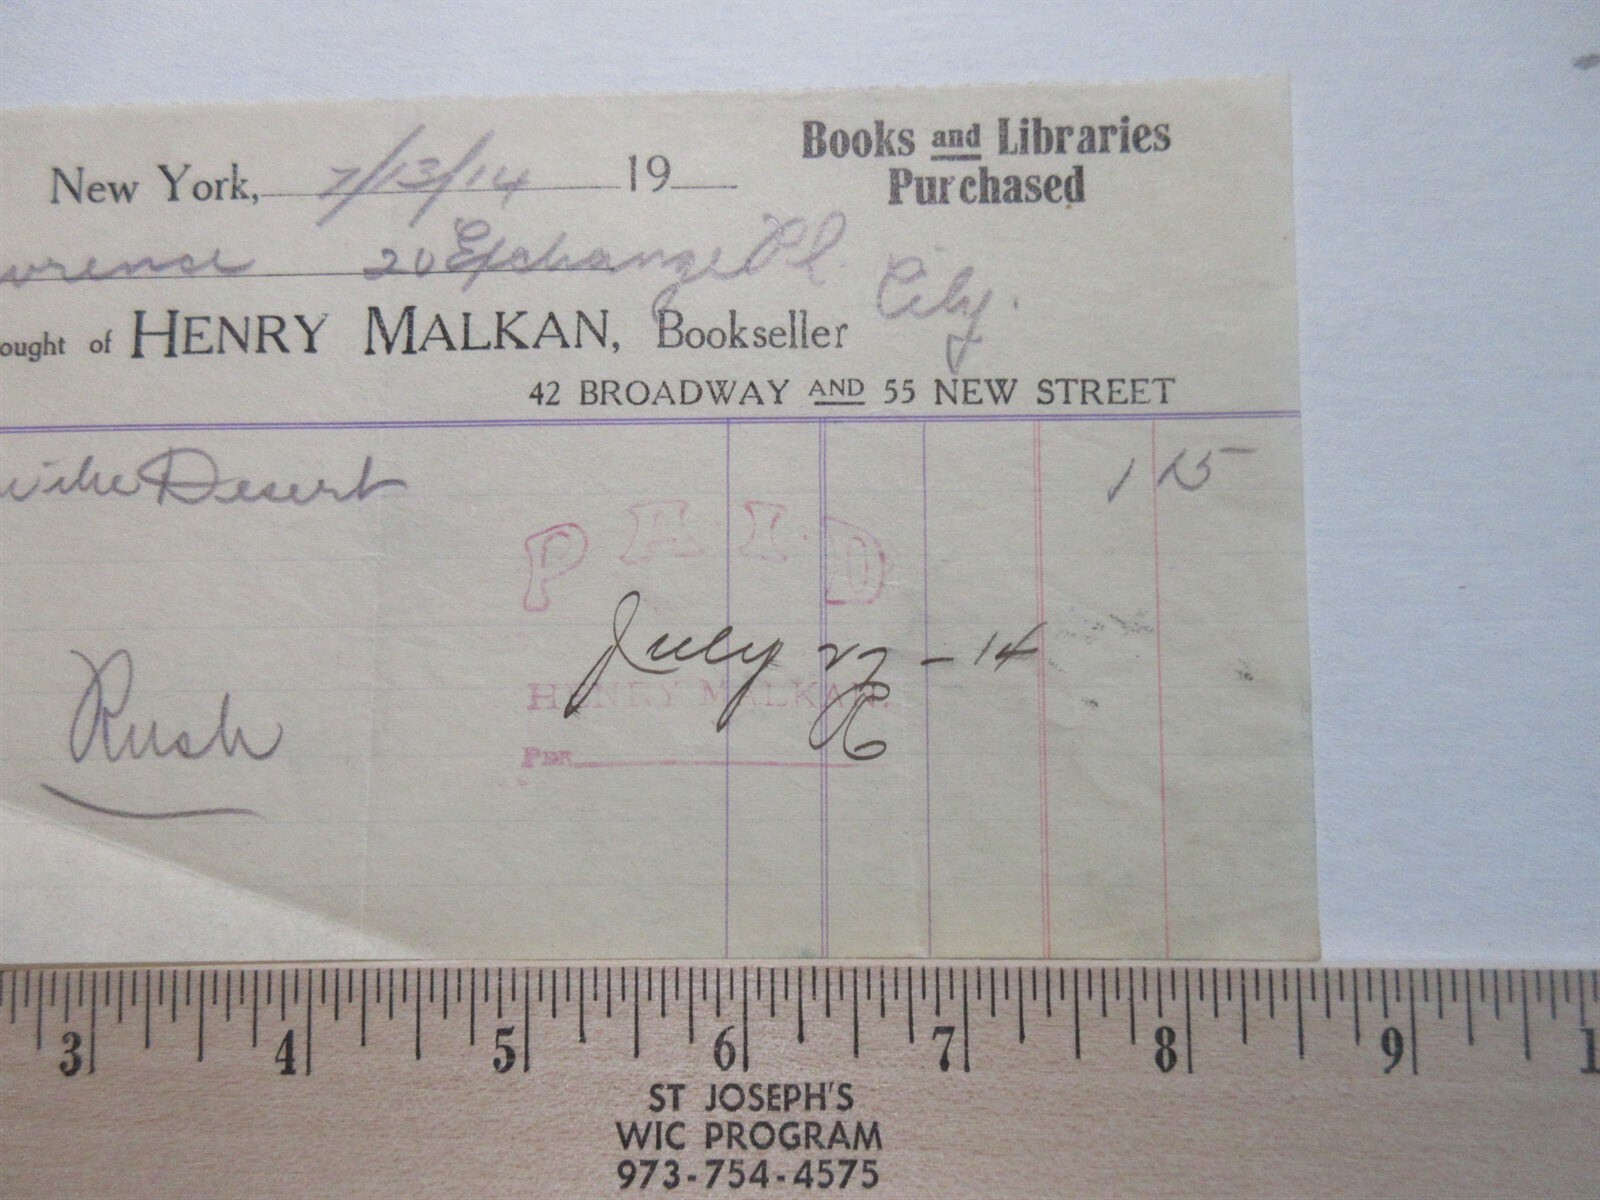 Books and Libraries
Purchased
New York, 7/13/14 19
20 Exchange Pl. City.
ought of HENRY MALKAN, Bookseller
42 BROADWAY AND 55 NEW STREET
Desert 1
PAID
July 27-14
HENRY MALKAN.
PER
Rush
3 4 5 6 7 8 9 1
ST JOSEPH'S
WIC PROGRAM
973-754-4575